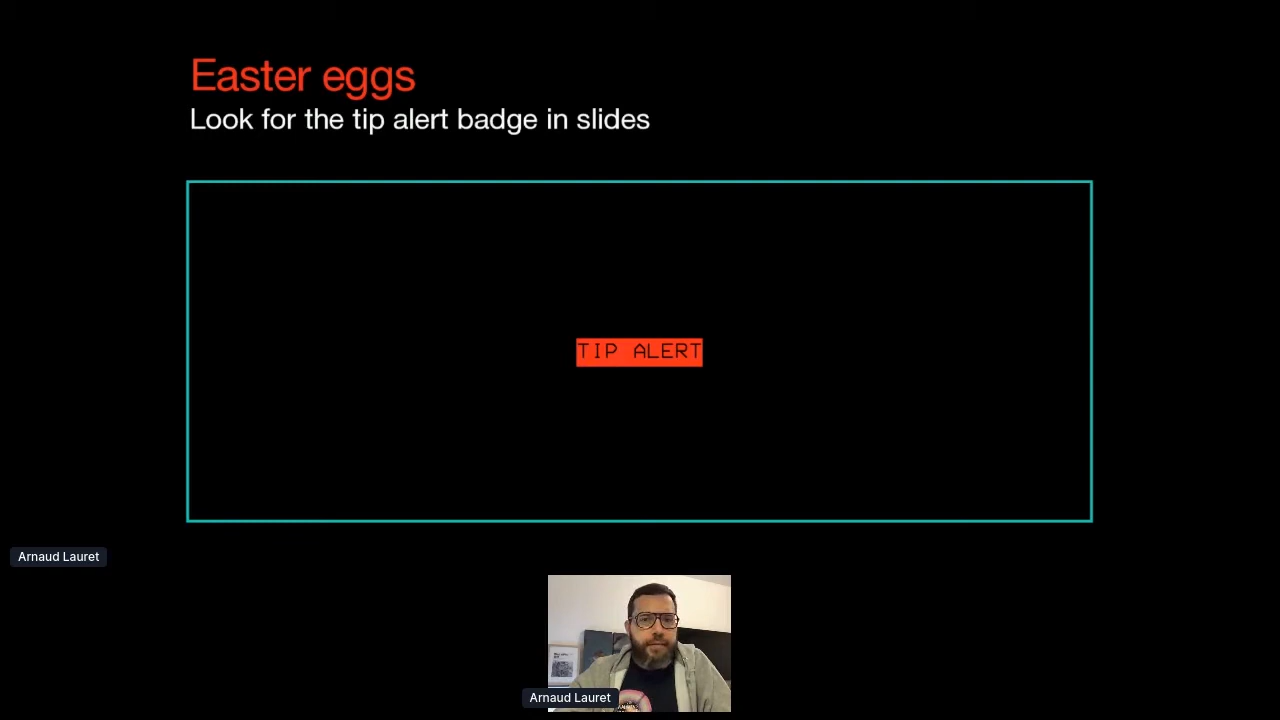 Easter eggs
Look for the tip alert badge in slides
TIP ALERT
Arnaud Lauret
Arnaud Lauret